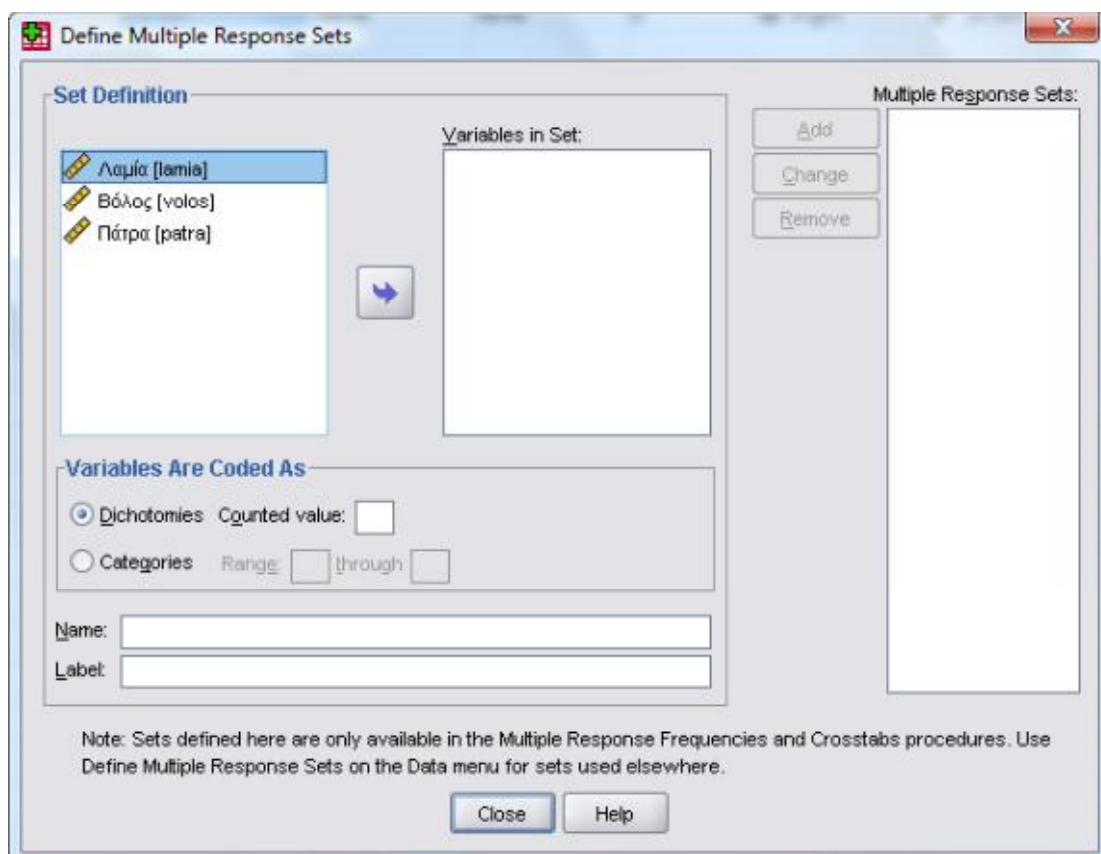 Define Multiple Response Sets
Set Definition
Λαμία [lamia]
Βόλος [volos]
Πάτρα [patra]
Variables in Set:
Multiple Response Sets:
Add
Change
Remove
Variables Are Coded As
Dichotomies Counted value:
Categories Range: through
Name:
Label:
Note: Sets defined here are only available in the Multiple Response Frequencies and Crosstabs procedures. Use
Define Multiple Response Sets on the Data menu for sets used elsewhere.
Close Help